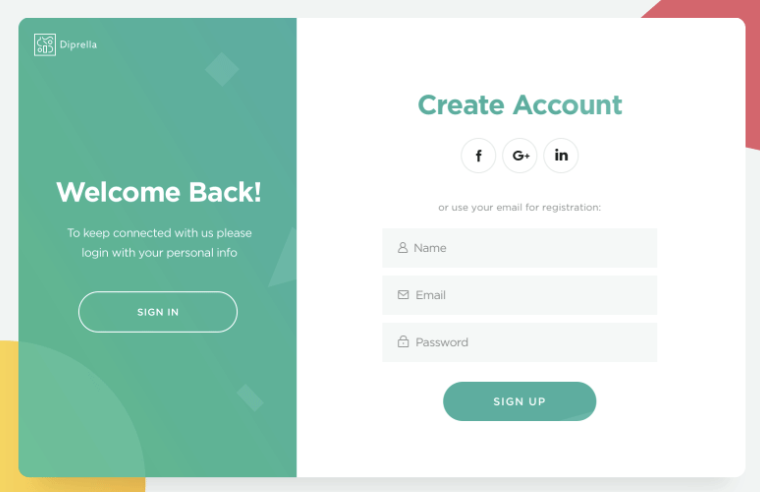 Diprella
Welcome Back!
To keep connected with us please
login with your personal info
SIGN IN
Create Account
f
G+
in
or use your email for registration:
Name
Email
Password
SIGN UP